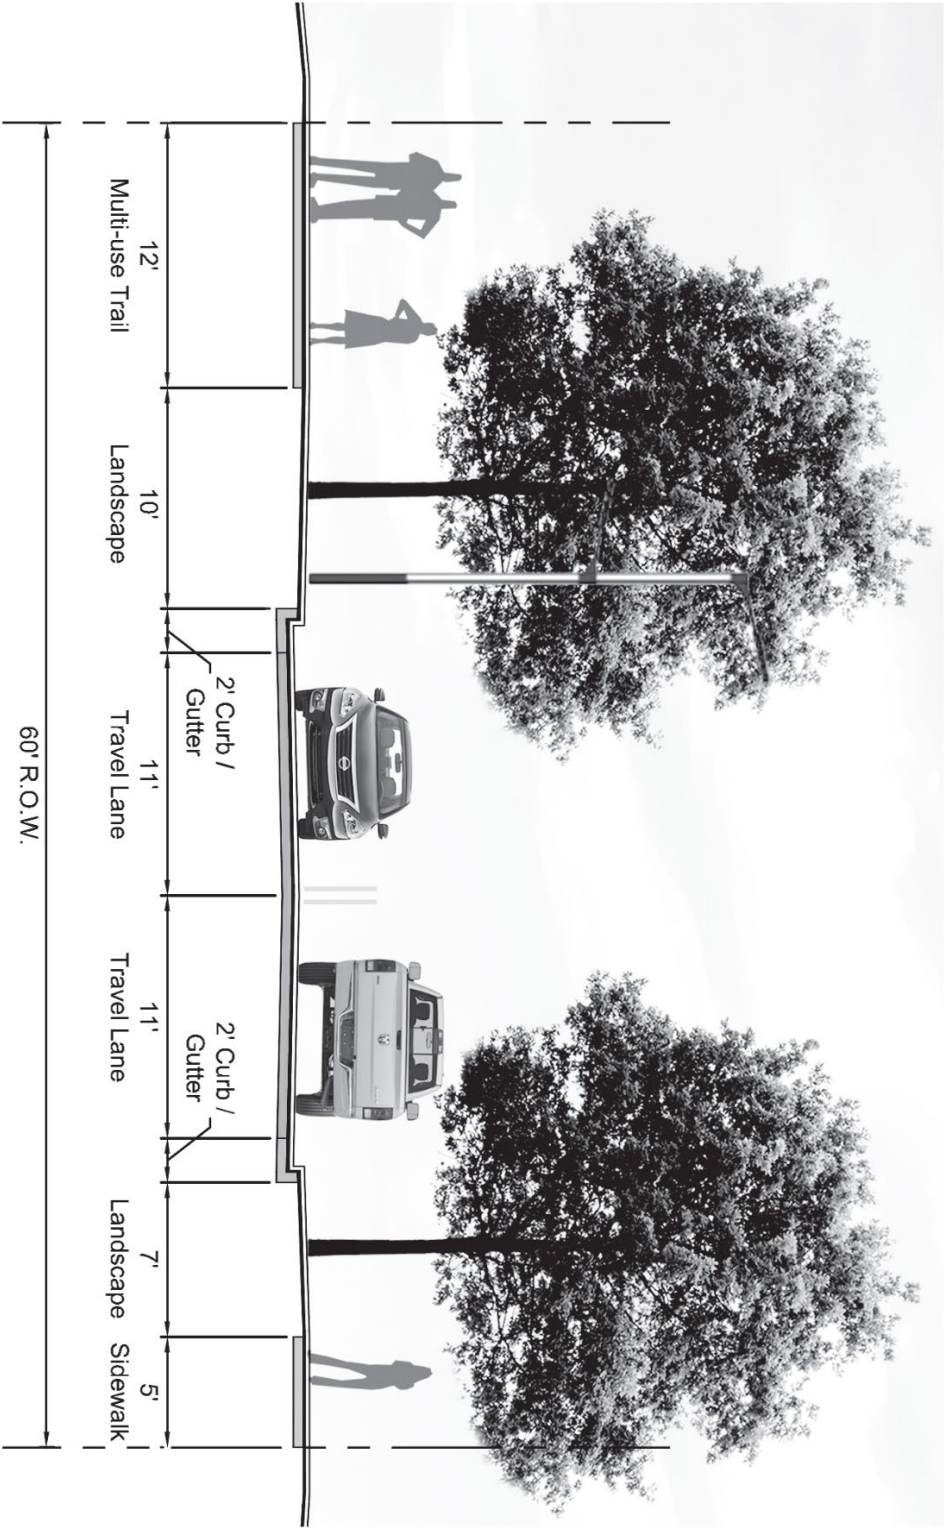 12'
Multi-use Trail
10'
Landscape
2' Curb /
Gutter
11'
Travel Lane
11'
Travel Lane
2' Curb /
Gutter
7'
Landscape
5'
Sidewalk
60' R.O.W.